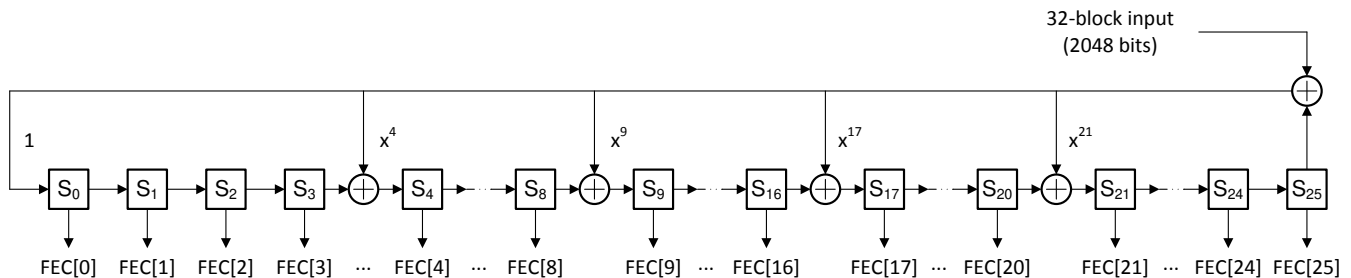 32-block input
(2048 bits)
1 x⁴ x⁹ x¹⁷ x²¹
S₀ S₁ S₂ S₃ S₄ ... S₈ S₉ ... S₁₆ S₁₇ ... S₂₀ S₂₁ ... S₂₄ S₂₅
FEC[0] FEC[1] FEC[2] FEC[3] ... FEC[4] ... FEC[8] FEC[9] ... FEC[16] FEC[17] ... FEC[20] FEC[21] ... FEC[24] FEC[25]